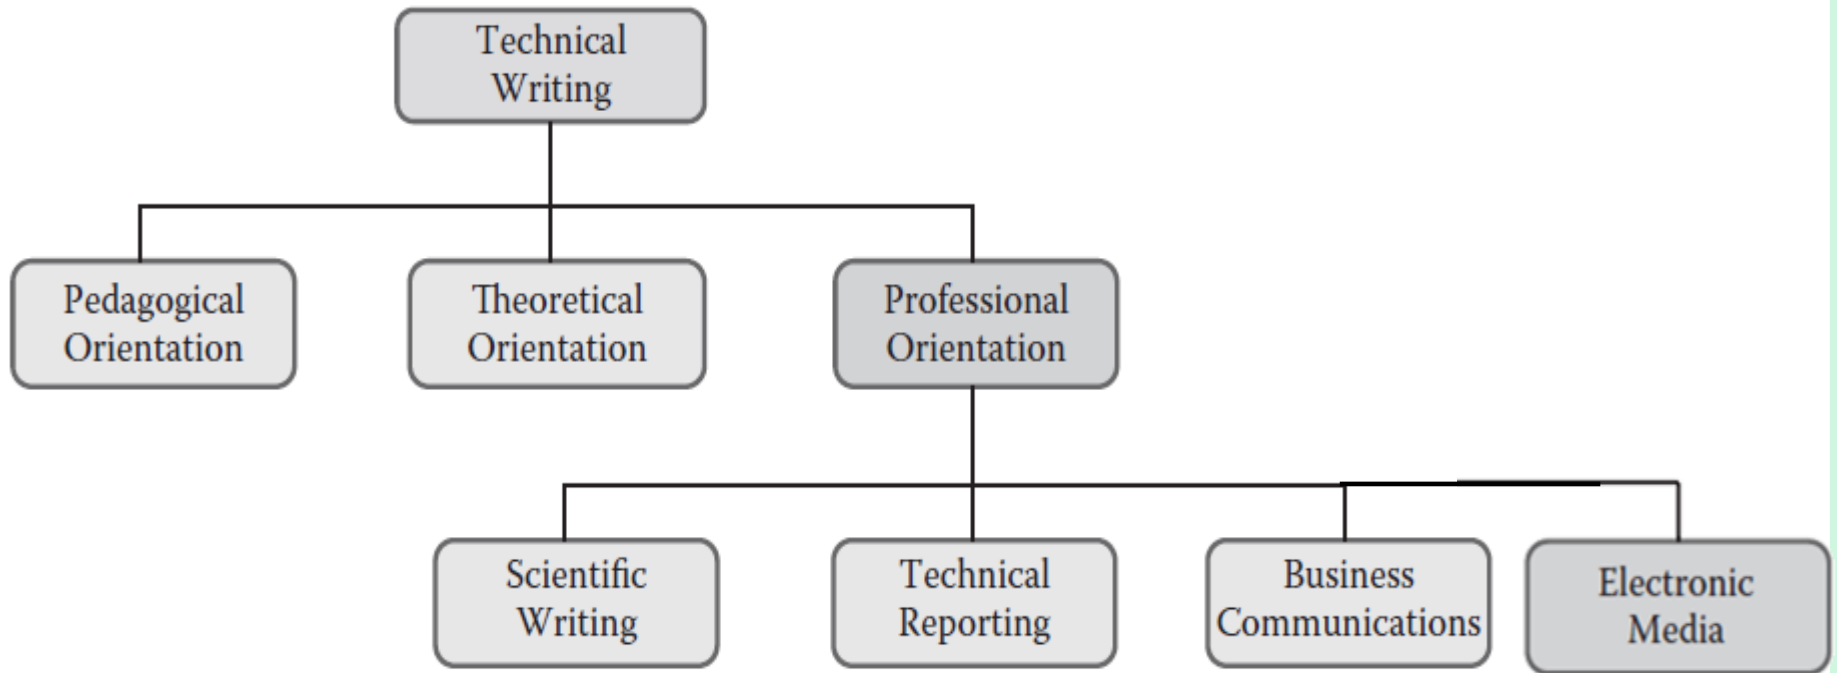 Technical
Writing
Pedagogical
Orientation
Theoretical
Orientation
Professional
Orientation
Scientific
Writing
Technical
Reporting
Business
Communications
Electronic
Media